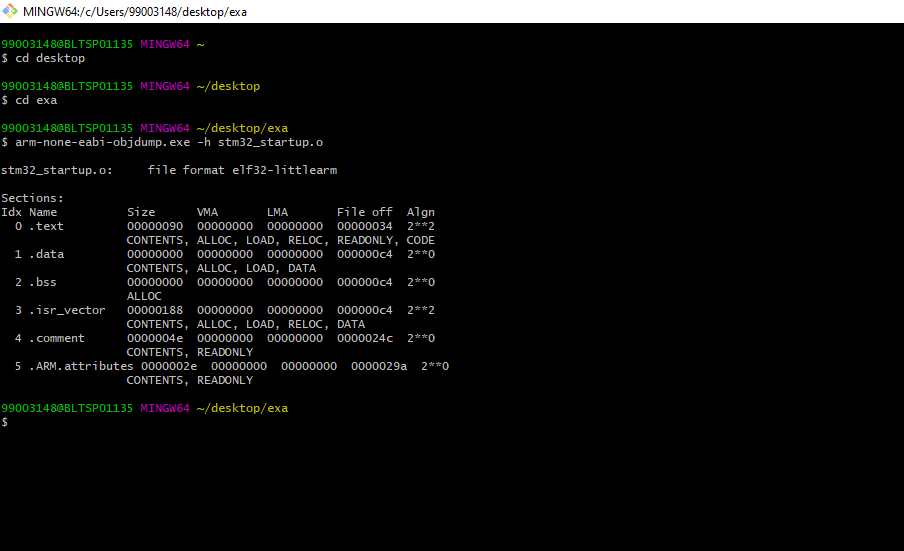 MINGW64:/c/Users/99003148/desktop/exa
99003148@BLTSP01135 MINGW64 ~
$ cd desktop
99003148@BLTSP01135 MINGW64 ~/desktop
$ cd exa
99003148@BLTSP01135 MINGW64 ~/desktop/exa
$ arm-none-eabi-objdump.exe -h stm32_startup.o
stm32_startup.o:     file format elf32-littlearm
Sections:
Idx Name          Size      VMA       LMA       File off  Algn
  0 .text         00000090  00000000  00000000  00000034  2**2
                  CONTENTS, ALLOC, LOAD, RELOC, READONLY, CODE
  1 .data         00000000  00000000  00000000  000000c4  2**0
                  CONTENTS, ALLOC, LOAD, DATA
  2 .bss          00000000  00000000  00000000  000000c4  2**0
                  ALLOC
  3 .isr_vector   00000188  00000000  00000000  000000c4  2**2
                  CONTENTS, ALLOC, LOAD, RELOC, DATA
  4 .comment      0000004e  00000000  00000000  0000024c  2**0
                  CONTENTS, READONLY
  5 .ARM.attributes 0000002e  00000000  00000000  0000029a  2**0
                  CONTENTS, READONLY
99003148@BLTSP01135 MINGW64 ~/desktop/exa
$